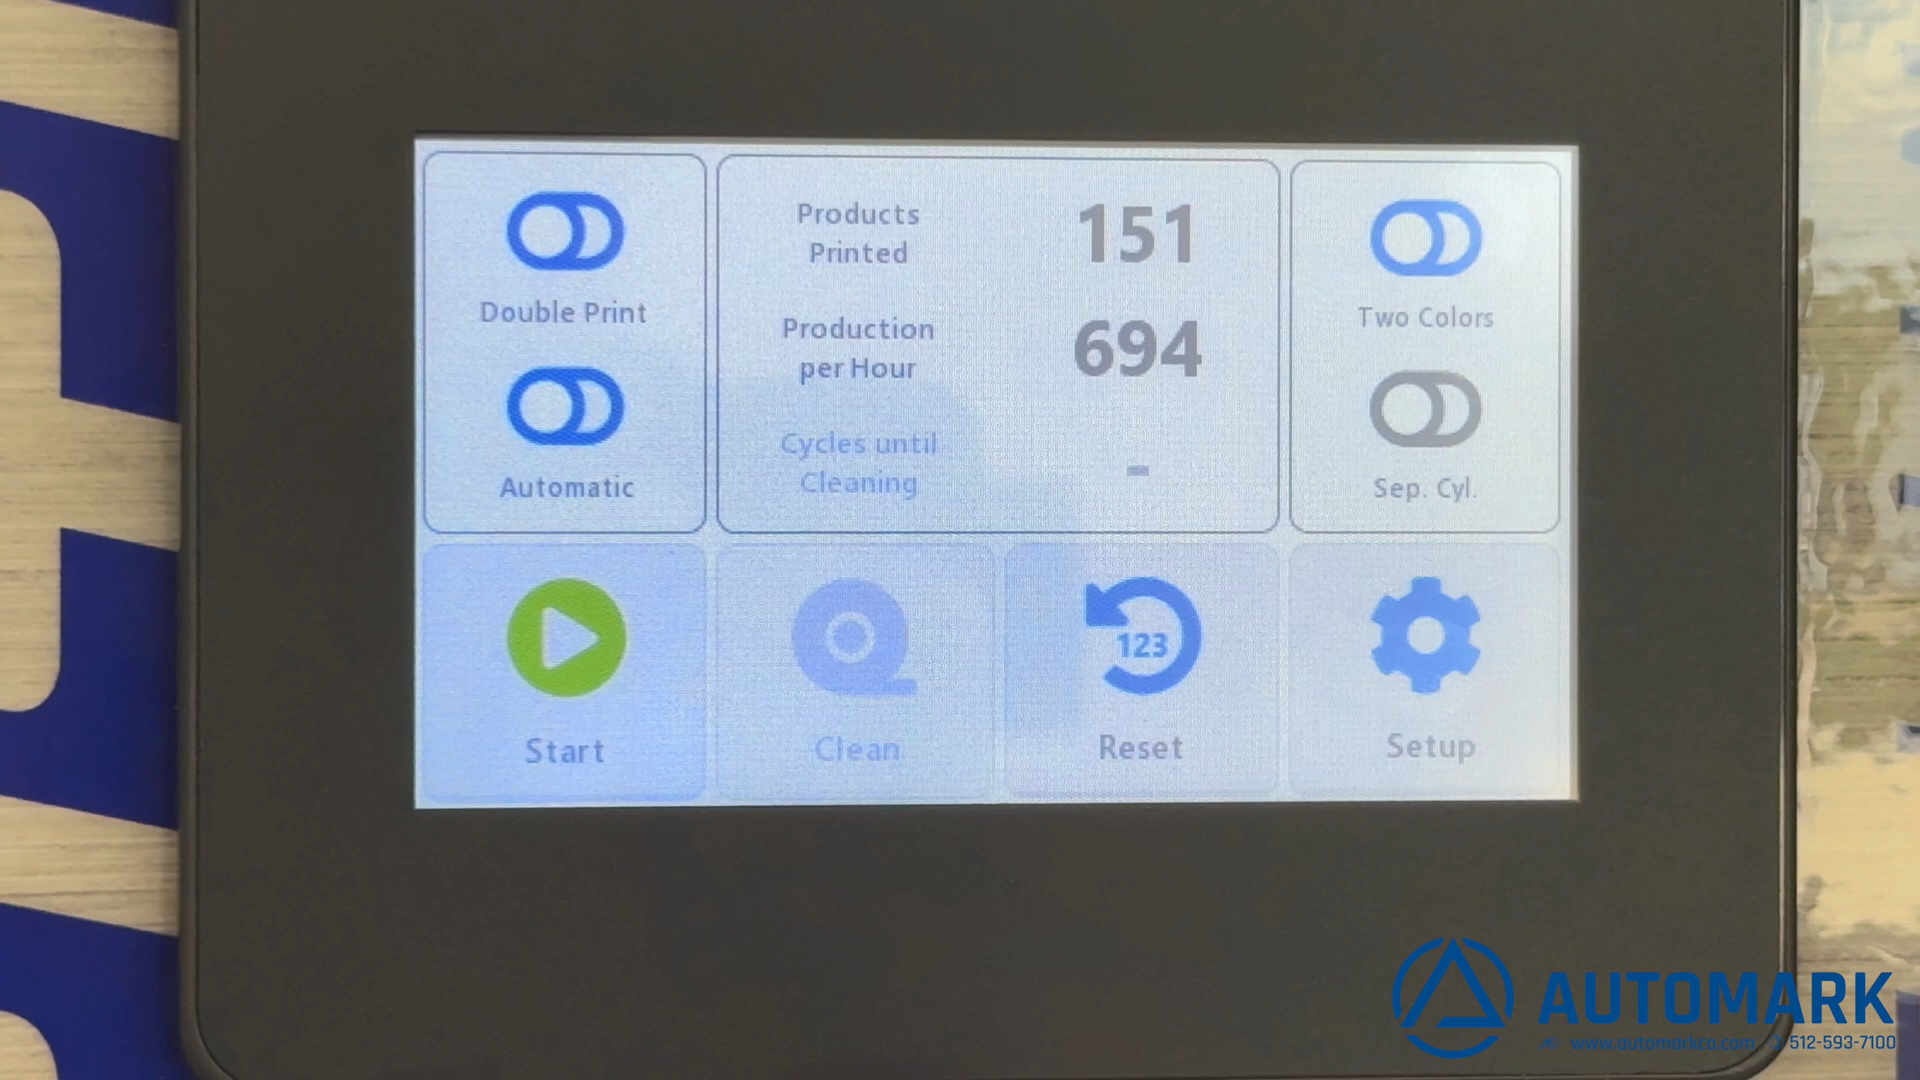 Double Print
Automatic
Products
Printed
151
Production
per Hour
694
Cycles until
Cleaning
-
Two Colors
Sep. Cyl.
Start
Clean
123
Reset
Setup
AUTOMARK
www.automarkco.com 512-593-7100